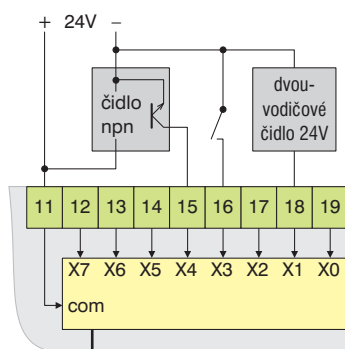 + 24V −
čidlo
npn
dvou-
vodičové
čidlo 24V
11 12 13 14 15 16 17 18 19
X7 X6 X5 X4 X3 X2 X1 X0
com